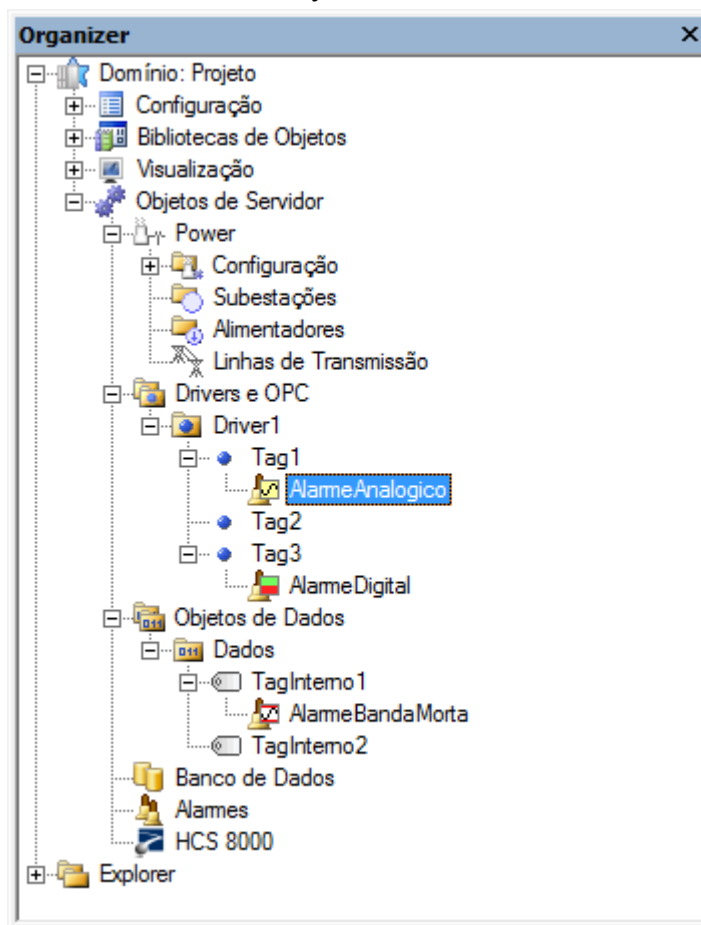 Organizer
Domínio: Projeto
Configuração
Bibliotecas de Objetos
Visualização
Objetos de Servidor
Power
Configuração
Subestações
Alimentadores
Linhas de Transmissão
Drivers e OPC
Driver1
Tag1
AlarmeAnalogico
Tag2
Tag3
AlarmeDigital
Objetos de Dados
Dados
TagInterno1
AlarmeBandaMorta
TagInterno2
Banco de Dados
Alarmes
HCS 8000
Explorer